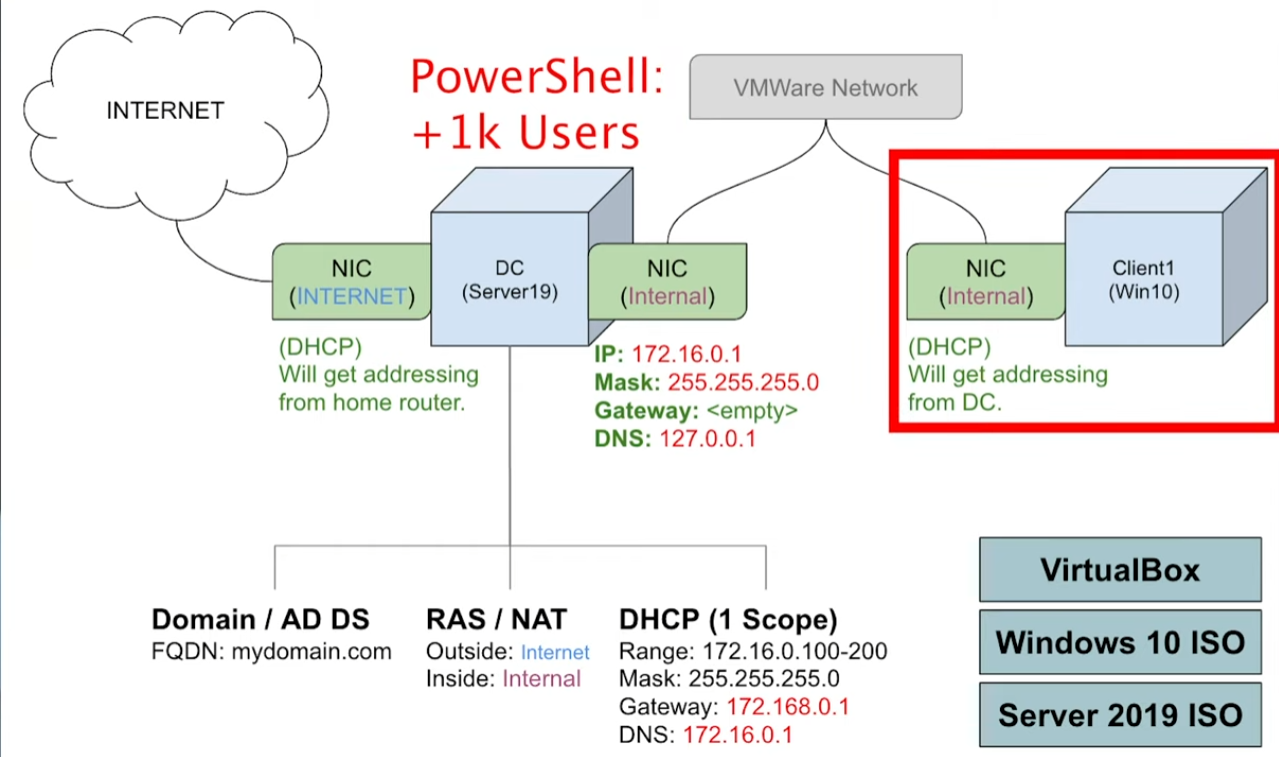 INTERNET
PowerShell:
+1k Users
VMWare Network
NIC
(INTERNET)
DC
(Server19)
NIC
(Internal)
NIC
(Internal)
Client1
(Win10)
(DHCP)
Will get addressing
from home router.
IP: 172.16.0.1
Mask: 255.255.255.0
Gateway: <empty>
DNS: 127.0.0.1
(DHCP)
Will get addressing
from DC.
Domain / AD DS
FQDN: mydomain.com
RAS / NAT
Outside: Internet
Inside: Internal
DHCP (1 Scope)
Range: 172.16.0.100-200
Mask: 255.255.255.0
Gateway: 172.168.0.1
DNS: 172.16.0.1
VirtualBox
Windows 10 ISO
Server 2019 ISO